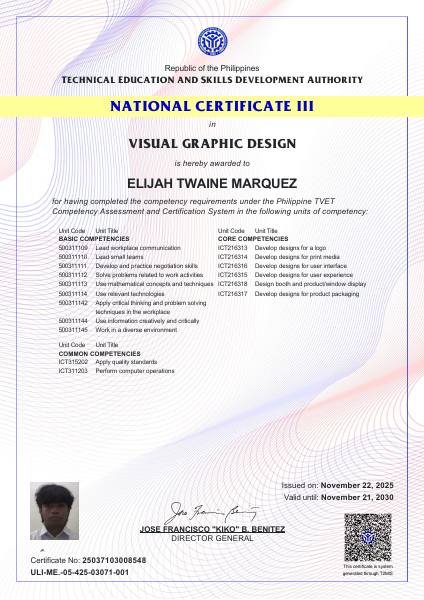 Republic of the Philippines
TECHNICAL EDUCATION AND SKILLS DEVELOPMENT AUTHORITY
NATIONAL CERTIFICATE III
in
VISUAL GRAPHIC DESIGN
is hereby awarded to
ELIJAH TWAINE MARQUEZ
for having completed the competency requirements under the Philippine TVET
Competency Assessment and Certification System in the following units of competency:
Unit Code Unit Title
BASIC COMPETENCIES
500311109 Lead workplace communication
500311110 Lead small teams
500311111 Develop and practice negotiation skills
500311112 Solve problems related to work activities
500311113 Use mathematical concepts and techniques
500311114 Use relevant technologies
500311142 Apply critical thinking and problem solving
techniques in the workplace
500311144 Use information creatively and critically
500311145 Work in a diverse environment
Unit Code Unit Title
COMMON COMPETENCIES
ICT315202 Apply quality standards
ICT311203 Perform computer operations
Unit Code Unit Title
CORE COMPETENCIES
ICT216313 Develop designs for a logo
ICT216314 Develop designs for print media
ICT216316 Develop designs for user interface
ICT216315 Develop designs for user experience
ICT216318 Design booth and product/window display
ICT216317 Develop designs for product packaging
Issued on: November 22, 2025
Valid until: November 21, 2030
JOSE FRANCISCO "KIKO" B. BENITEZ
DIRECTOR GENERAL
Certificate No: 25037103008548
ULI-ME.-05-425-03071-001
This certificate is system
generated through T2MIS